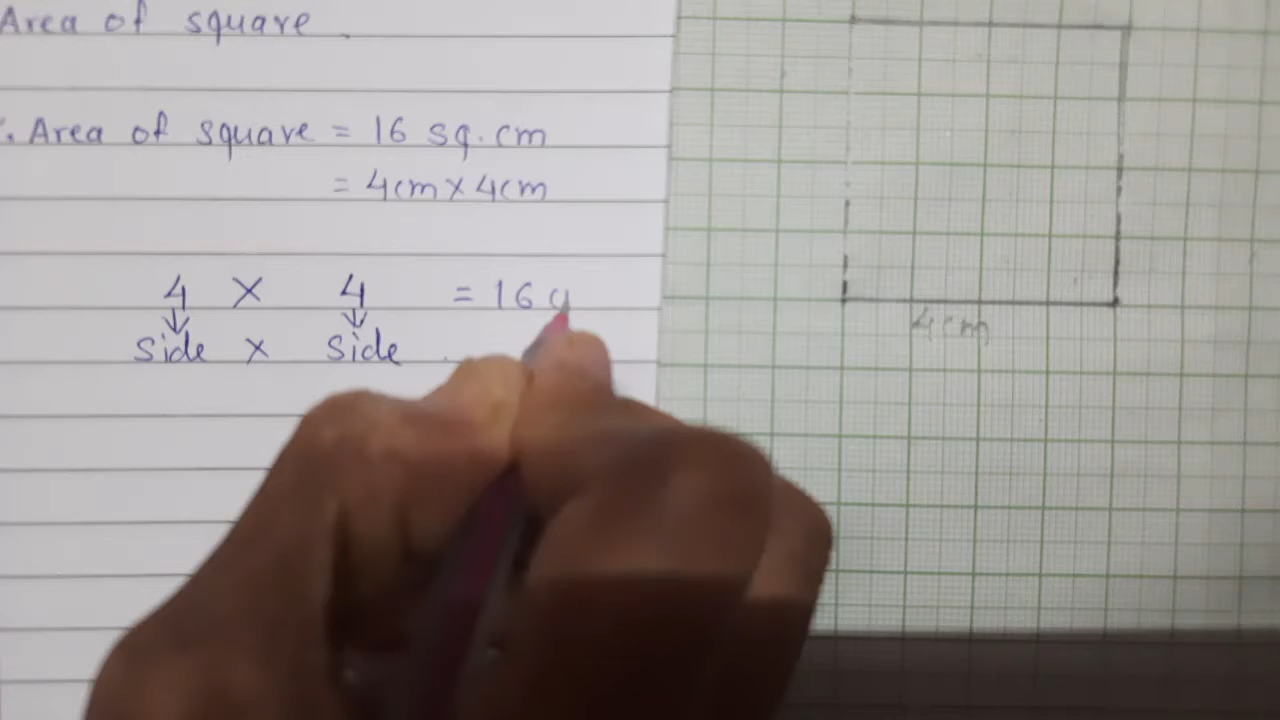 Area of square
∴ Area of square = 16 sq.cm
= 4cm x 4cm
4 x 4 = 16
side x side
4cm